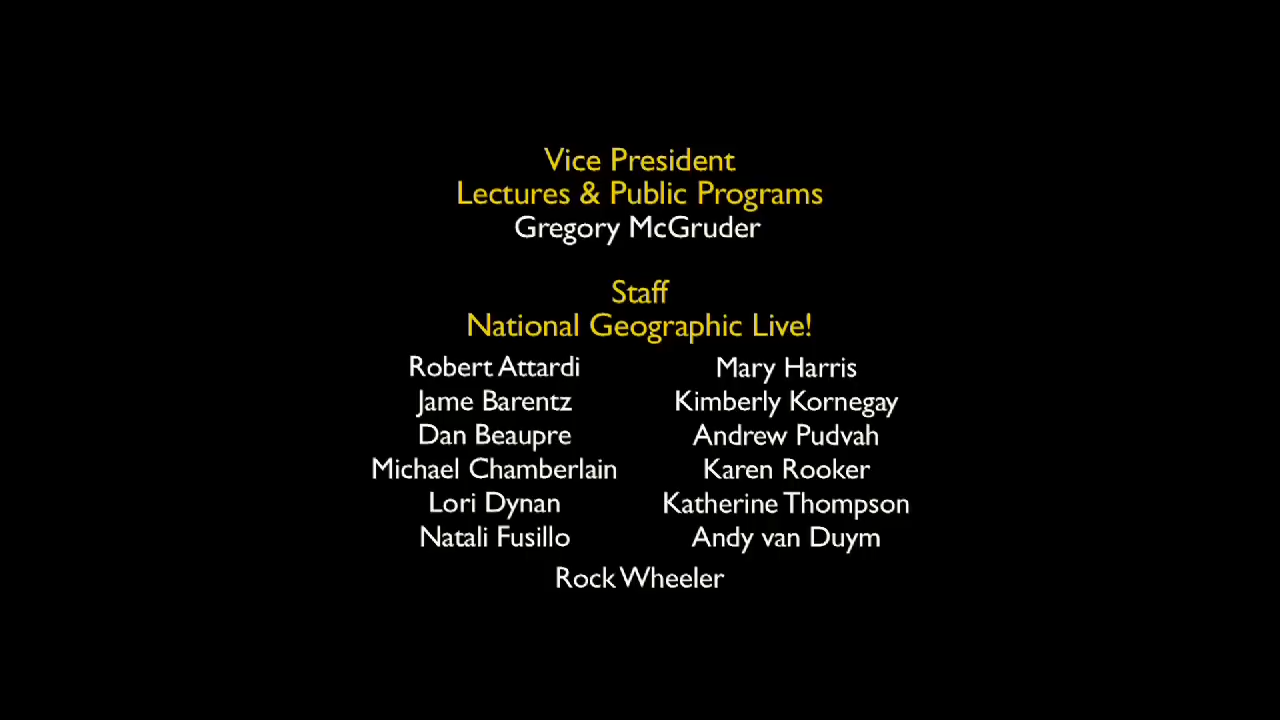 Vice President
Lectures & Public Programs
Gregory McGruder
Staff
National Geographic Live!
Robert Attardi
Jame Barentz
Dan Beaupre
Michael Chamberlain
Lori Dynan
Natali Fusillo
Mary Harris
Kimberly Kornegay
Andrew Pudvah
Karen Rooker
Katherine Thompson
Andy van Duym
Rock Wheeler